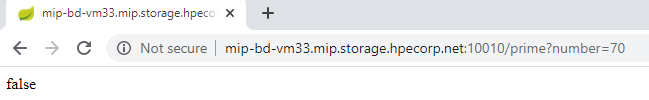 mip-bd-vm33.mip.storage.hpeco
Not secure | mip-bd-vm33.mip.storage.hpecorp.net:10010/prime?number=70
false